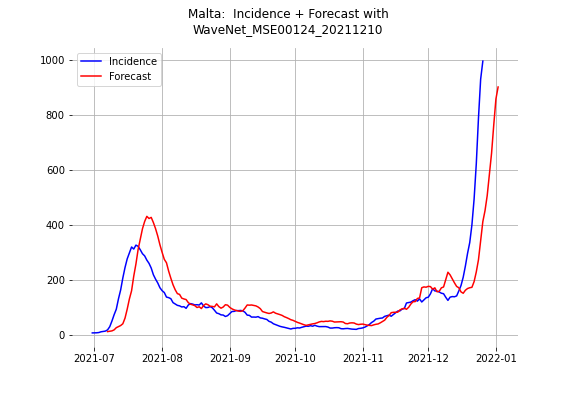 Malta:  Incidence + Forecast with
WaveNet_MSE00124_20211210
Incidence
Forecast
1000
800
600
400
200
0
2021-07 2021-08 2021-09 2021-10 2021-11 2021-12 2022-01